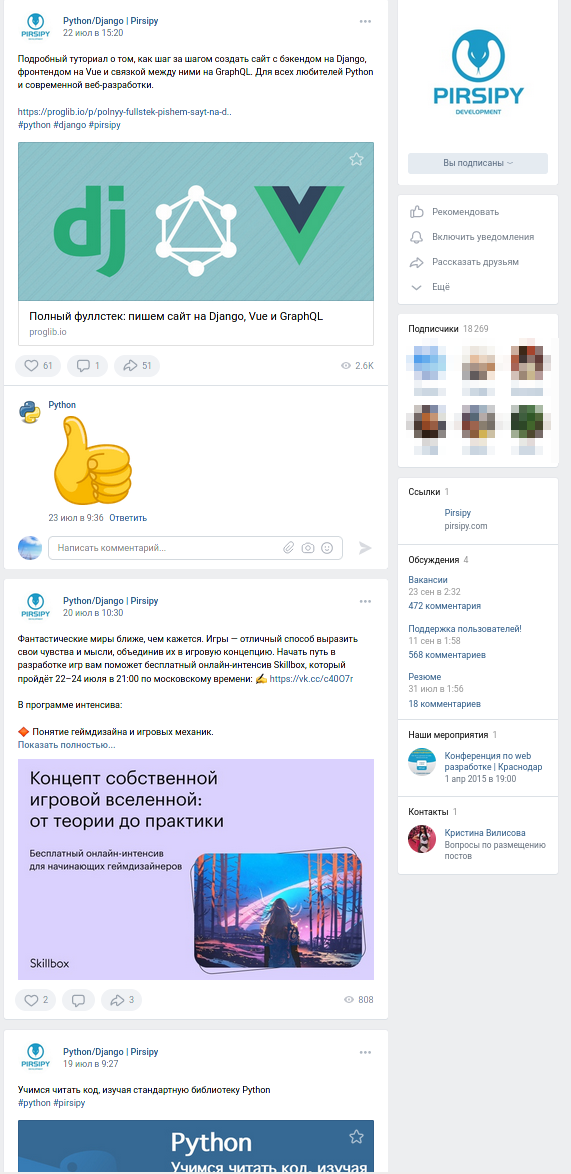 Python/Django | Pirsipy
22 июл в 15:20
PIRSIPY
DEVELOPMENT
Подробный туториал о том, как шаг за шагом создать сайт с бэкендом на Django,
фронтендом на Vue и связкой между ними на GraphQL. Для всех любителей Python
и современной веб-разработки.
https://proglib.io/p/polnyy-fullstek-pishem-sayt-na-d..
#python #django #pirsipy
dj
Полный фуллстек: пишем сайт на Django, Vue и GraphQL
proglib.io
61
1
51
2.6K
Python
23 июл в 9:36 Ответить
Написать комментарий...
Python/Django | Pirsipy
20 июл в 10:30
PIRSIPY
Фантастические миры ближе, чем кажется. Игры — отличный способ выразить
свои чувства и мысли, объединив их в игровую концепцию. Начать путь в
разработке игр вам поможет бесплатный онлайн-интенсив Skillbox, который
пройдёт 22–24 июля в 21:00 по московскому времени: ✍ https://vk.cc/c40O7r
В программе интенсива:
🔶 Понятие геймдизайна и игровых механик.
Показать полностью...
Концепт собственной
игровой вселенной:
от теории до практики
Бесплатный онлайн-интенсив
для начинающих геймдизайнеров
Skillbox
2
3
808
Python/Django | Pirsipy
19 июл в 9:27
PIRSIPY
Учимся читать код, изучая стандартную библиотеку Python
#python #pirsipy
Python
Учимся читать код, изучая
PIRSIPY
DEVELOPMENT
Вы подписаны
Рекомендовать
Включить уведомления
Рассказать друзьям
Ещё
Подписчики 18 269
Ссылки 1
Pirsipy
pirsipy.com
Обсуждения 4
Вакансии
23 сен в 2:32
472 комментария
Поддержка пользователей!
11 сен в 1:58
568 комментариев
Резюме
31 июл в 1:56
18 комментариев
Наши мероприятия 1
Конференция по web
разработке | Краснодар
1 апр 2015 в 19:00
Контакты 1
Кристина Вилисова
Вопросы по размещению
постов